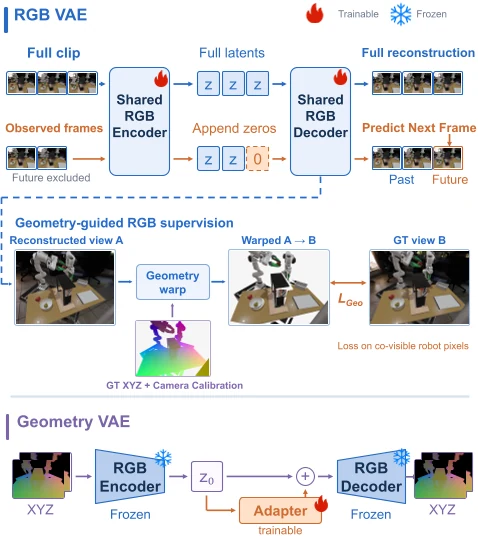 RGB VAE
Trainable
Frozen
Full clip
Full latents
Full reconstruction
Shared
RGB
Encoder
z z z
Shared
RGB
Decoder
Observed frames
Append zeros
Predict Next Frame
z z 0
Future excluded
Past
Future
Geometry-guided RGB supervision
Reconstructed view A
Warped A → B
GT view B
Geometry
warp
L_Geo
Loss on co-visible robot pixels
GT XYZ + Camera Calibration
Geometry VAE
RGB
Encoder
z₀
+
RGB
Decoder
XYZ
Frozen
Adapter
trainable
Frozen
XYZ